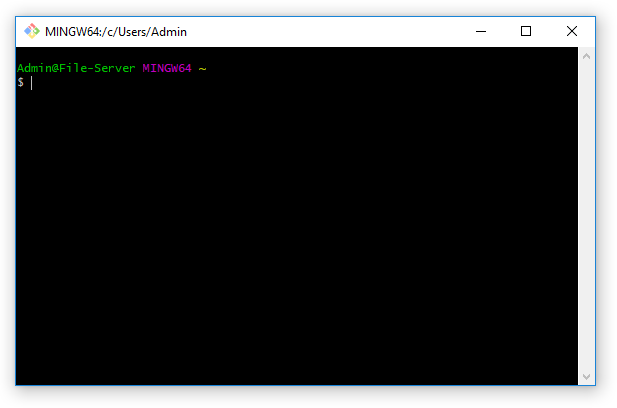 MINGW64:/c/Users/Admin
Admin@File-Server MINGW64 ~
$